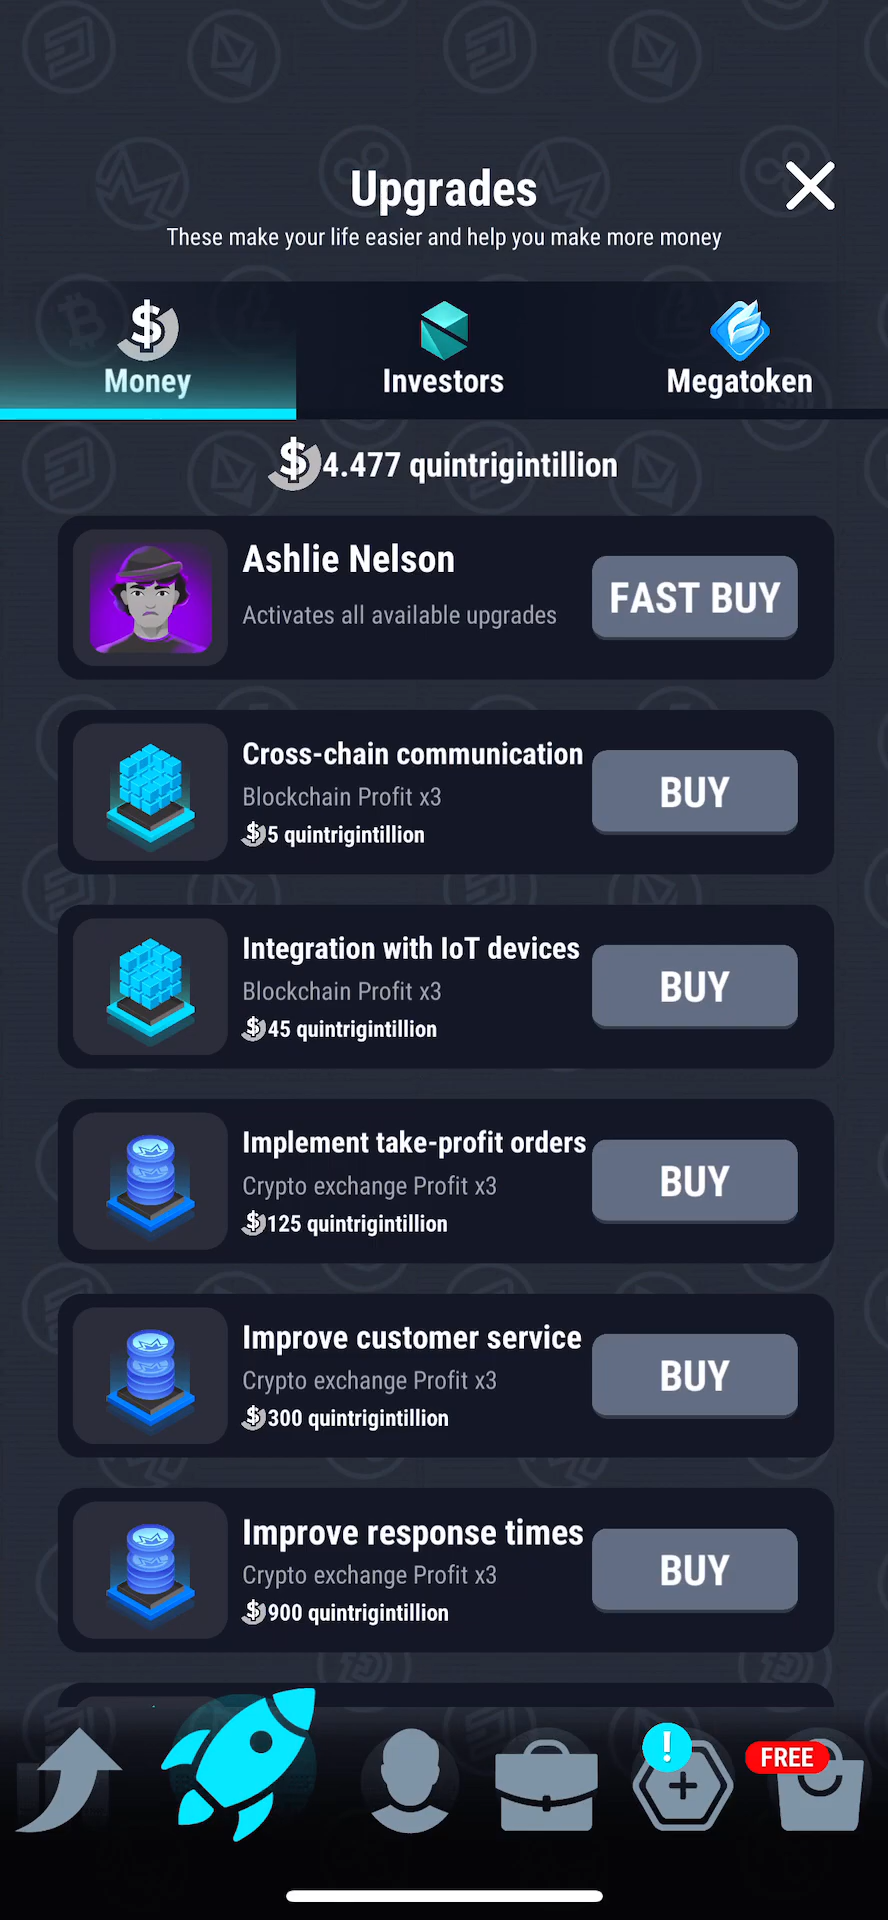 Upgrades
These make your life easier and help you make more money
Money
Investors
Megatoken
$4.477 quintrigintillion
Ashlie Nelson
Activates all available upgrades
FAST BUY
Cross-chain communication
Blockchain Profit x3
$5 quintrigintillion
BUY
Integration with IoT devices
Blockchain Profit x3
$45 quintrigintillion
BUY
Implement take-profit orders
Crypto exchange Profit x3
$125 quintrigintillion
BUY
Improve customer service
Crypto exchange Profit x3
$300 quintrigintillion
BUY
Improve response times
Crypto exchange Profit x3
$900 quintrigintillion
BUY
!
FREE